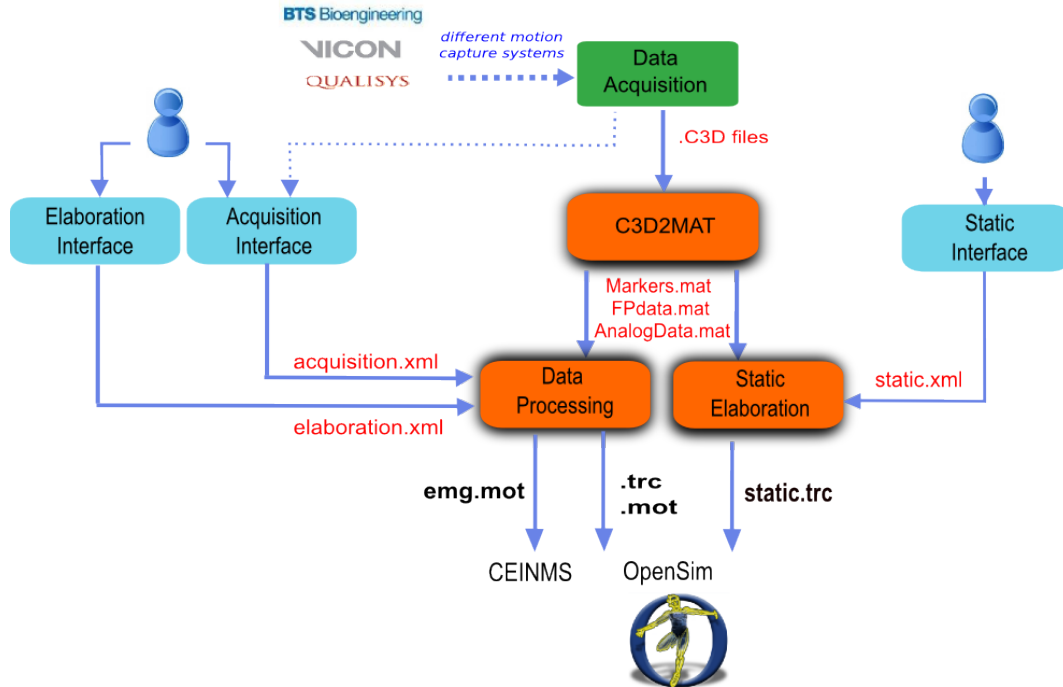 BTS Bioengineering
VICON
QUALISYS
different motion
capture systems
Data
Acquisition
.C3D files
Elaboration
Interface
Acquisition
Interface
C3D2MAT
Static
Interface
Markers.mat
FPdata.mat
AnalogData.mat
acquisition.xml
Data
Processing
Static
Elaboration
static.xml
elaboration.xml
emg.mot
.trc
.mot
static.trc
CEINMS
OpenSim